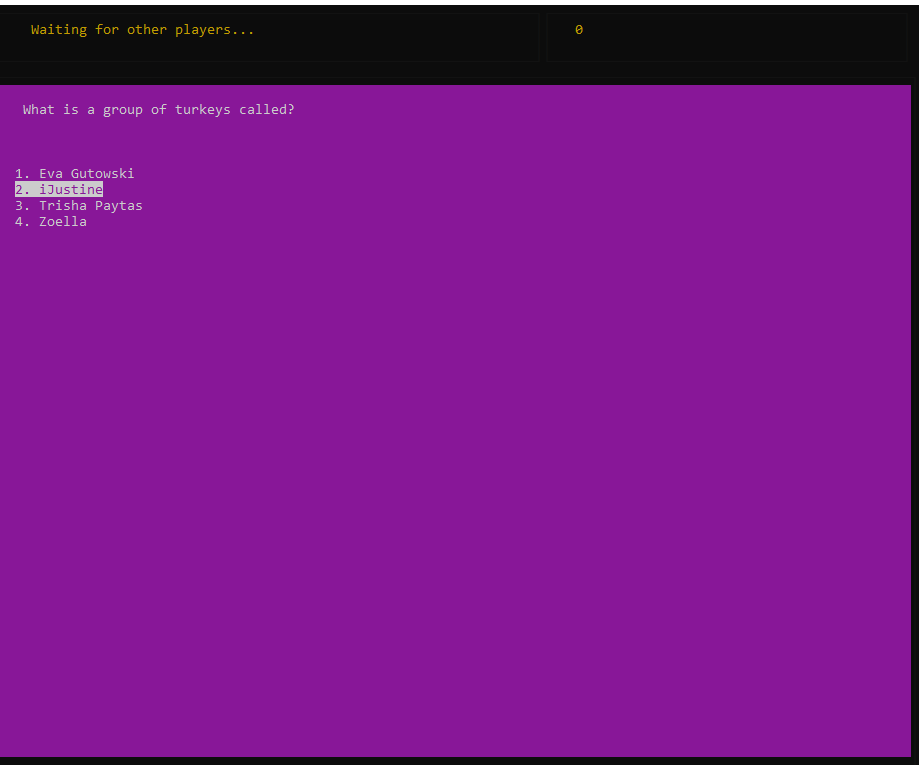 Waiting for other players...
0
What is a group of turkeys called?
1. Eva Gutowski
2. iJustine
3. Trisha Paytas
4. Zoella